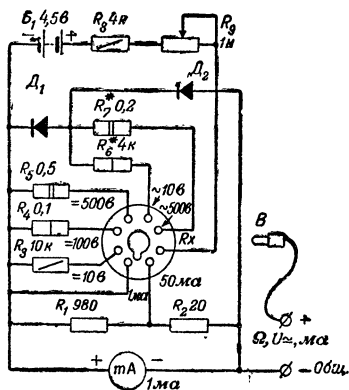 Б₁ 4,5в
− +
R₈ 4к
R₉
1м
Д₁
Д₂
R₇* 0,2
R₆* 4к
R₅ 0,5
~10в
~500в
=500в
R₄ 0,1
=100в
Rx
R₃ 10к
=10в
1ма
50ма
В
R₁ 980
R₂ 20
+
Ω, U≃, ма
+ mA −
1ма
− Общ.